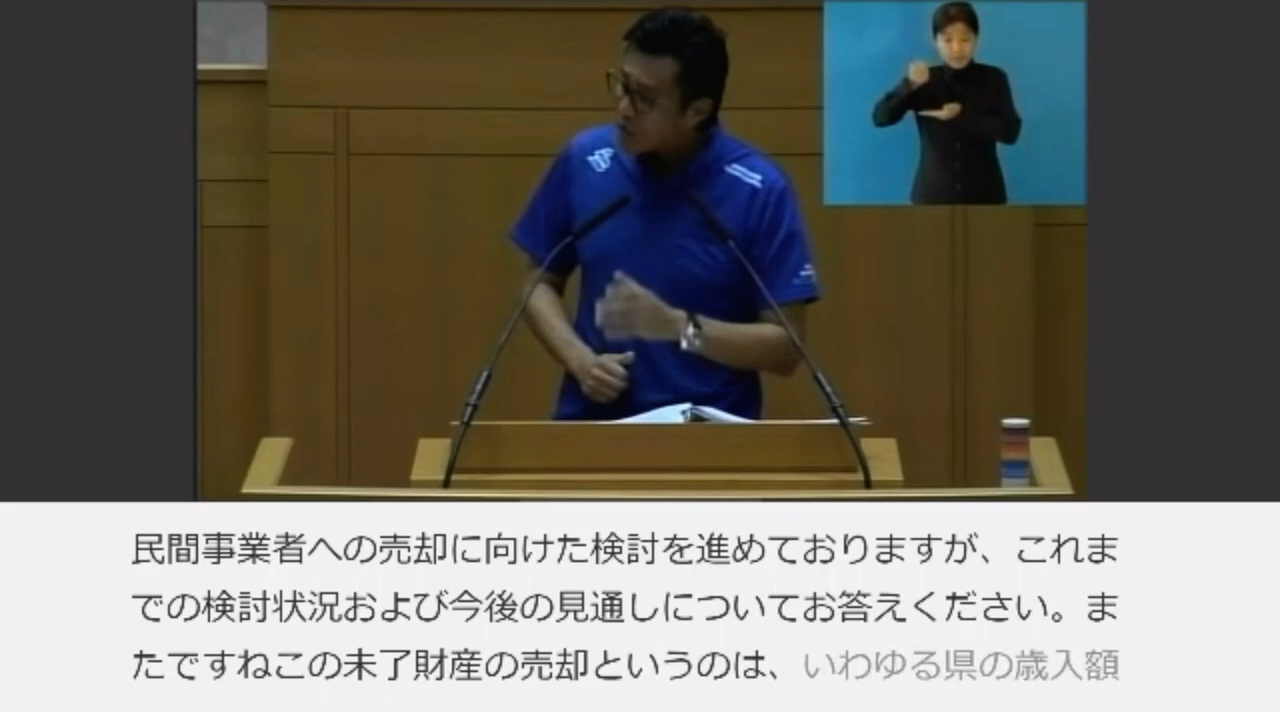 民間事業者への売却に向けた検討を進めておりますが、これま
での検討状況および今後の見通しについてお答えください。ま
たですねこの未了財産の売却というのは、いわゆる県の歳入額